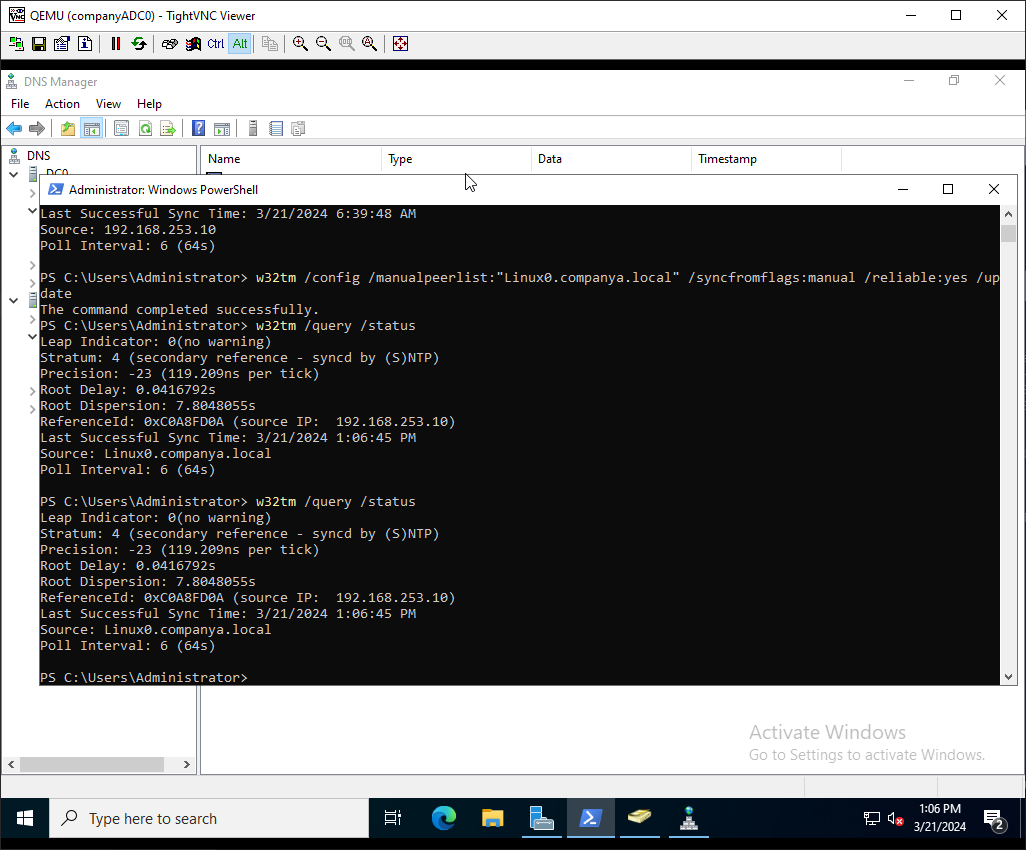 QEMU (companyADC0) - TightVNC Viewer
Ctrl Alt
DNS Manager
File Action View Help
DNS
Name Type Data Timestamp
DC0
Administrator: Windows PowerShell
Last Successful Sync Time: 3/21/2024 6:39:48 AM
Source: 192.168.253.10
Poll Interval: 6 (64s)
PS C:\Users\Administrator> w32tm /config /manualpeerlist:"Linux0.companya.local" /syncfromflags:manual /reliable:yes /up
date
The command completed successfully.
PS C:\Users\Administrator> w32tm /query /status
Leap Indicator: 0(no warning)
Stratum: 4 (secondary reference - syncd by (S)NTP)
Precision: -23 (119.209ns per tick)
Root Delay: 0.0416792s
Root Dispersion: 7.8048055s
ReferenceId: 0xC0A8FD0A (source IP:  192.168.253.10)
Last Successful Sync Time: 3/21/2024 1:06:45 PM
Source: Linux0.companya.local
Poll Interval: 6 (64s)
PS C:\Users\Administrator> w32tm /query /status
Leap Indicator: 0(no warning)
Stratum: 4 (secondary reference - syncd by (S)NTP)
Precision: -23 (119.209ns per tick)
Root Delay: 0.0416792s
Root Dispersion: 7.8048055s
ReferenceId: 0xC0A8FD0A (source IP:  192.168.253.10)
Last Successful Sync Time: 3/21/2024 1:06:45 PM
Source: Linux0.companya.local
Poll Interval: 6 (64s)
PS C:\Users\Administrator>
Activate Windows
Go to Settings to activate Windows.
Type here to search
1:06 PM
3/21/2024
2